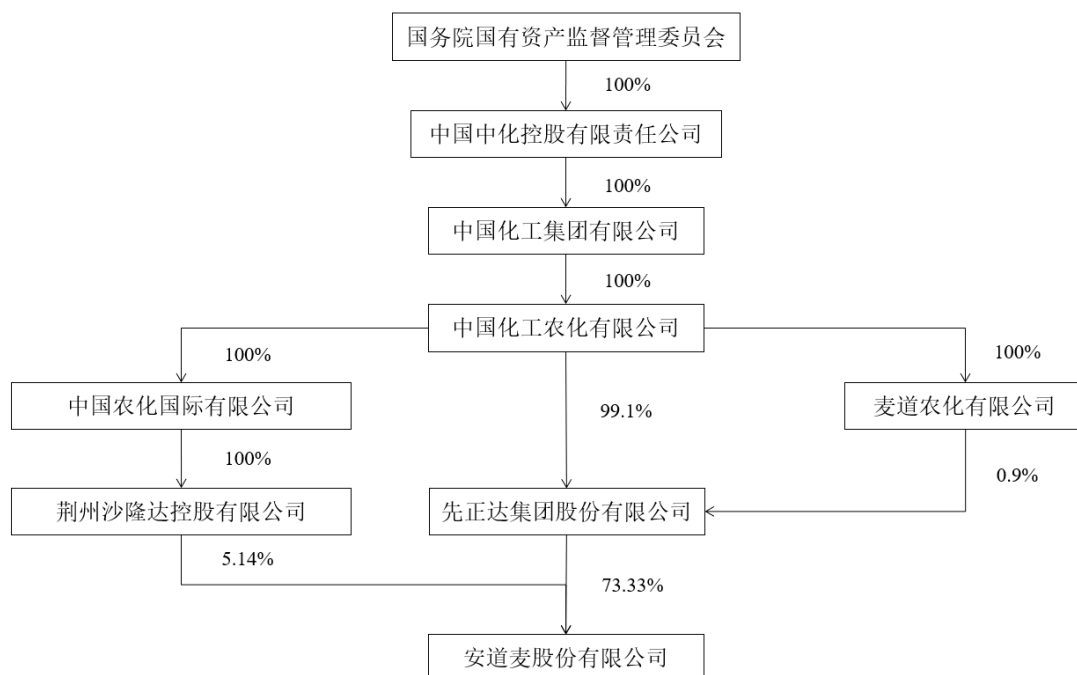 国务院国有资产监督管理委员会
100%
中国中化控股有限责任公司
100%
中国化工集团有限公司
100%
中国化工农化有限公司
100%
99.1%
100%
中国农化国际有限公司
麦道农化有限公司
100%
0.9%
荆州沙隆达控股有限公司
先正达集团股份有限公司
5.14%
73.33%
安道麦股份有限公司